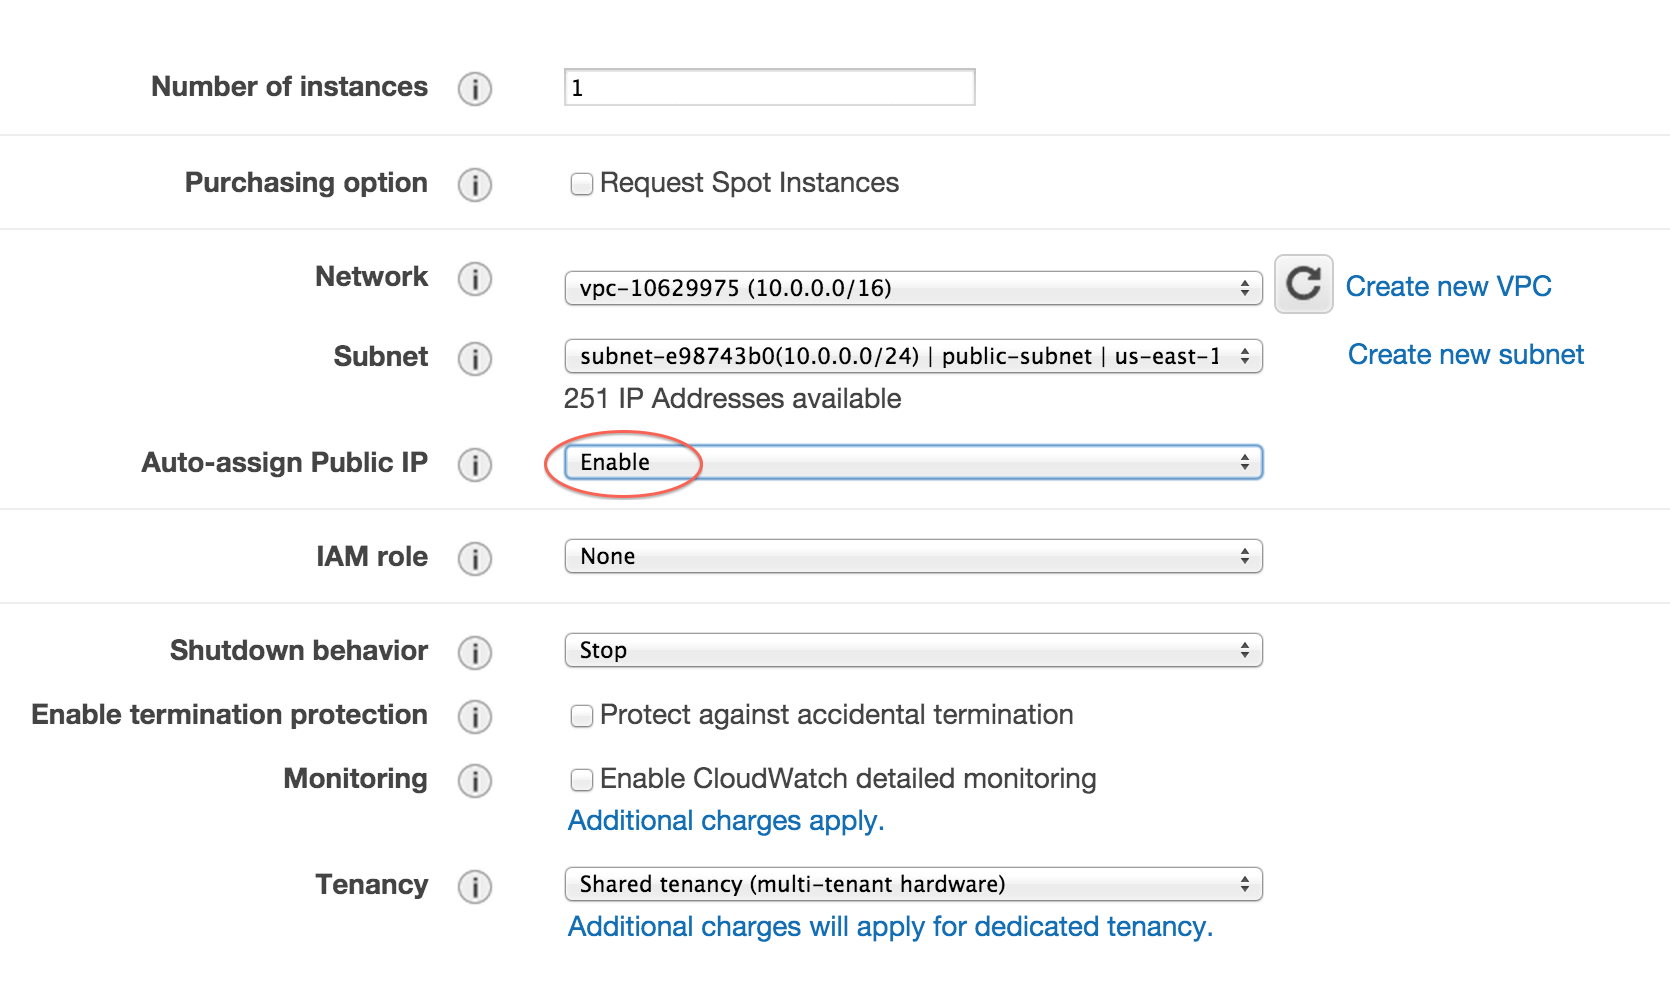 Number of instances 1
Purchasing option Request Spot Instances
Network vpc-10629975 (10.0.0.0/16) Create new VPC
Subnet subnet-e98743b0(10.0.0.0/24) | public-subnet | us-east-1 Create new subnet
251 IP Addresses available
Auto-assign Public IP Enable
IAM role None
Shutdown behavior Stop
Enable termination protection Protect against accidental termination
Monitoring Enable CloudWatch detailed monitoring
Additional charges apply.
Tenancy Shared tenancy (multi-tenant hardware)
Additional charges will apply for dedicated tenancy.